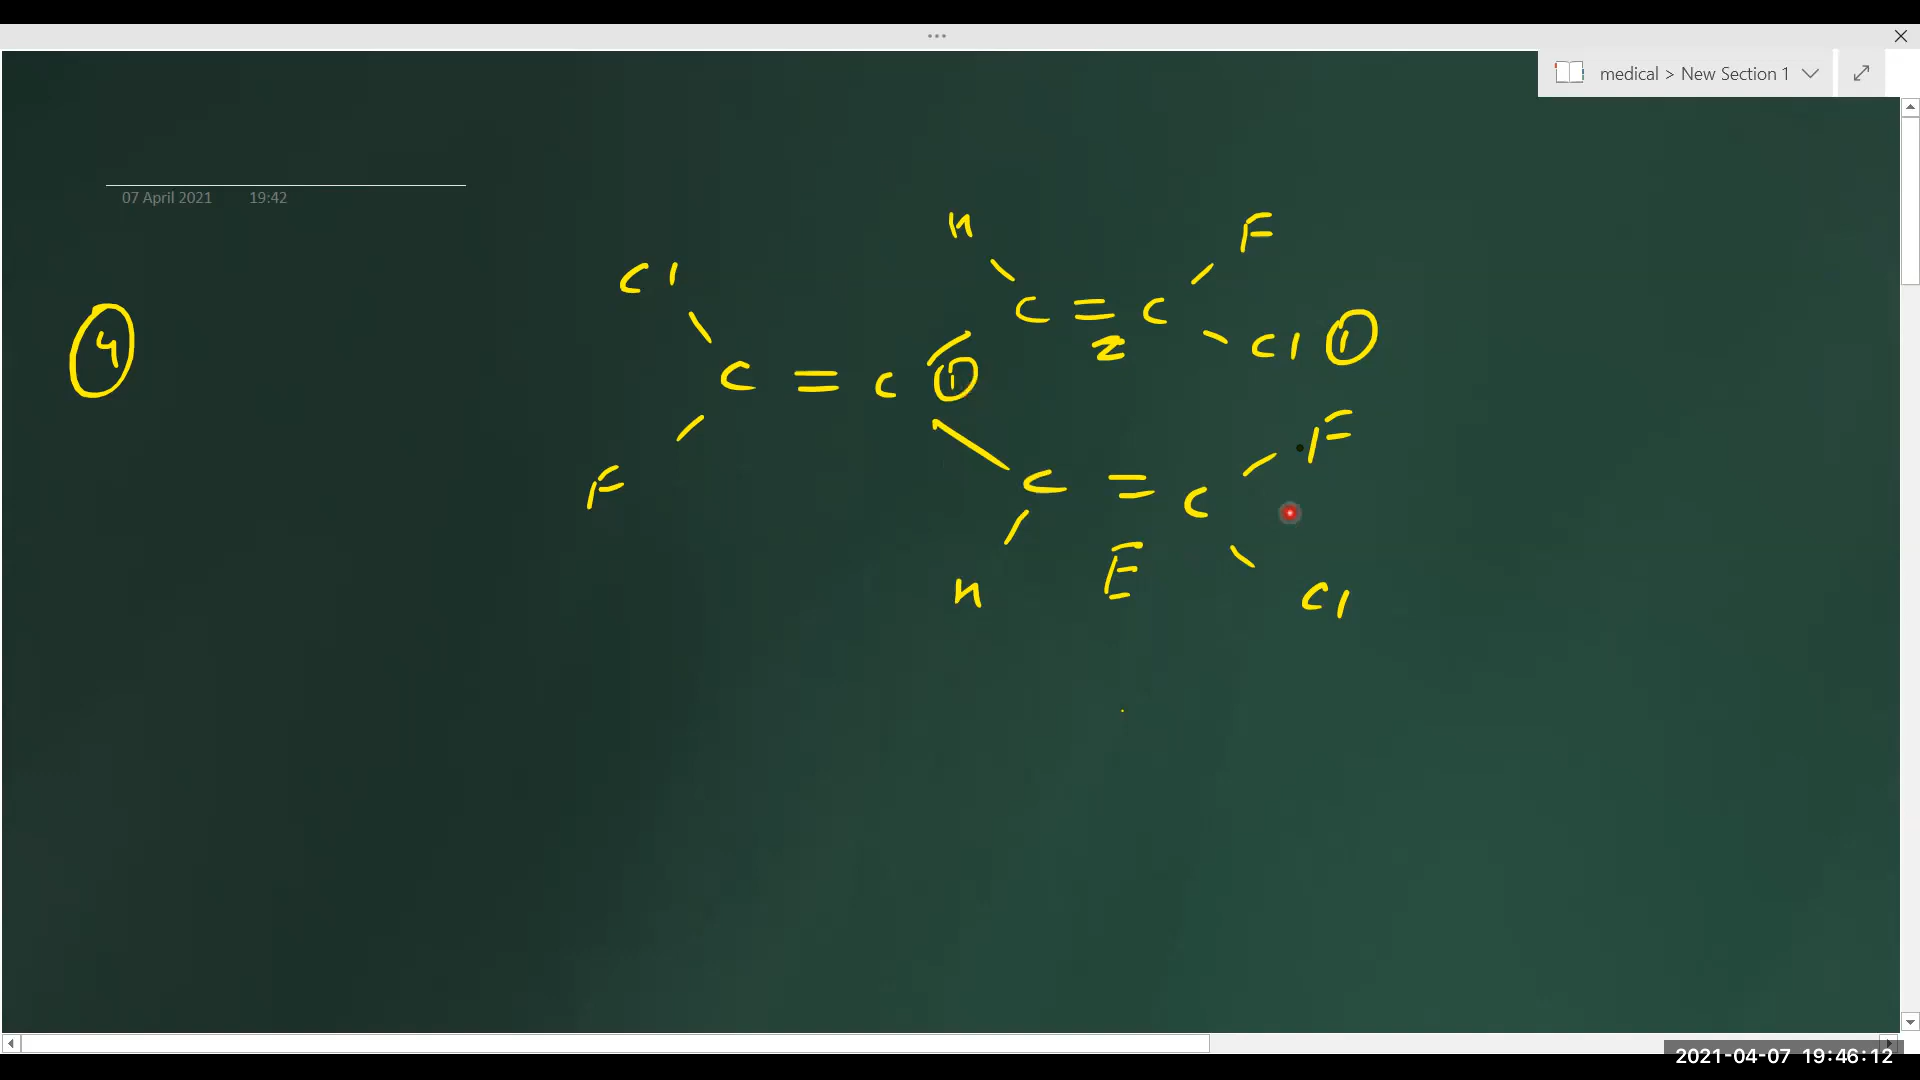 medical > New Section 1
07 April 2021 19:42
H F
Cl
C = C Cl ①
④
Z
C = C ①
F
F
C = C
E
H
Cl
2021-04-07 19:46:12